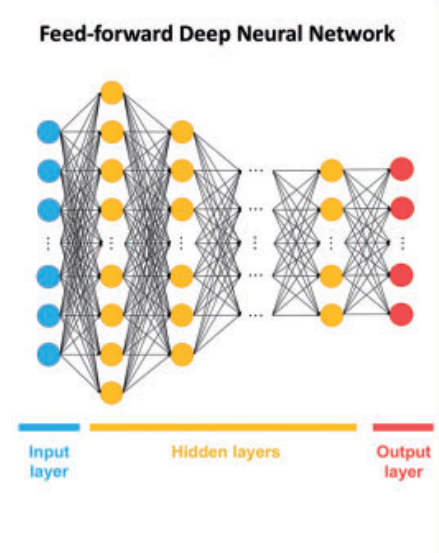 Feed-forward Deep Neural Network
Input
layer
Hidden layers
Output
layer